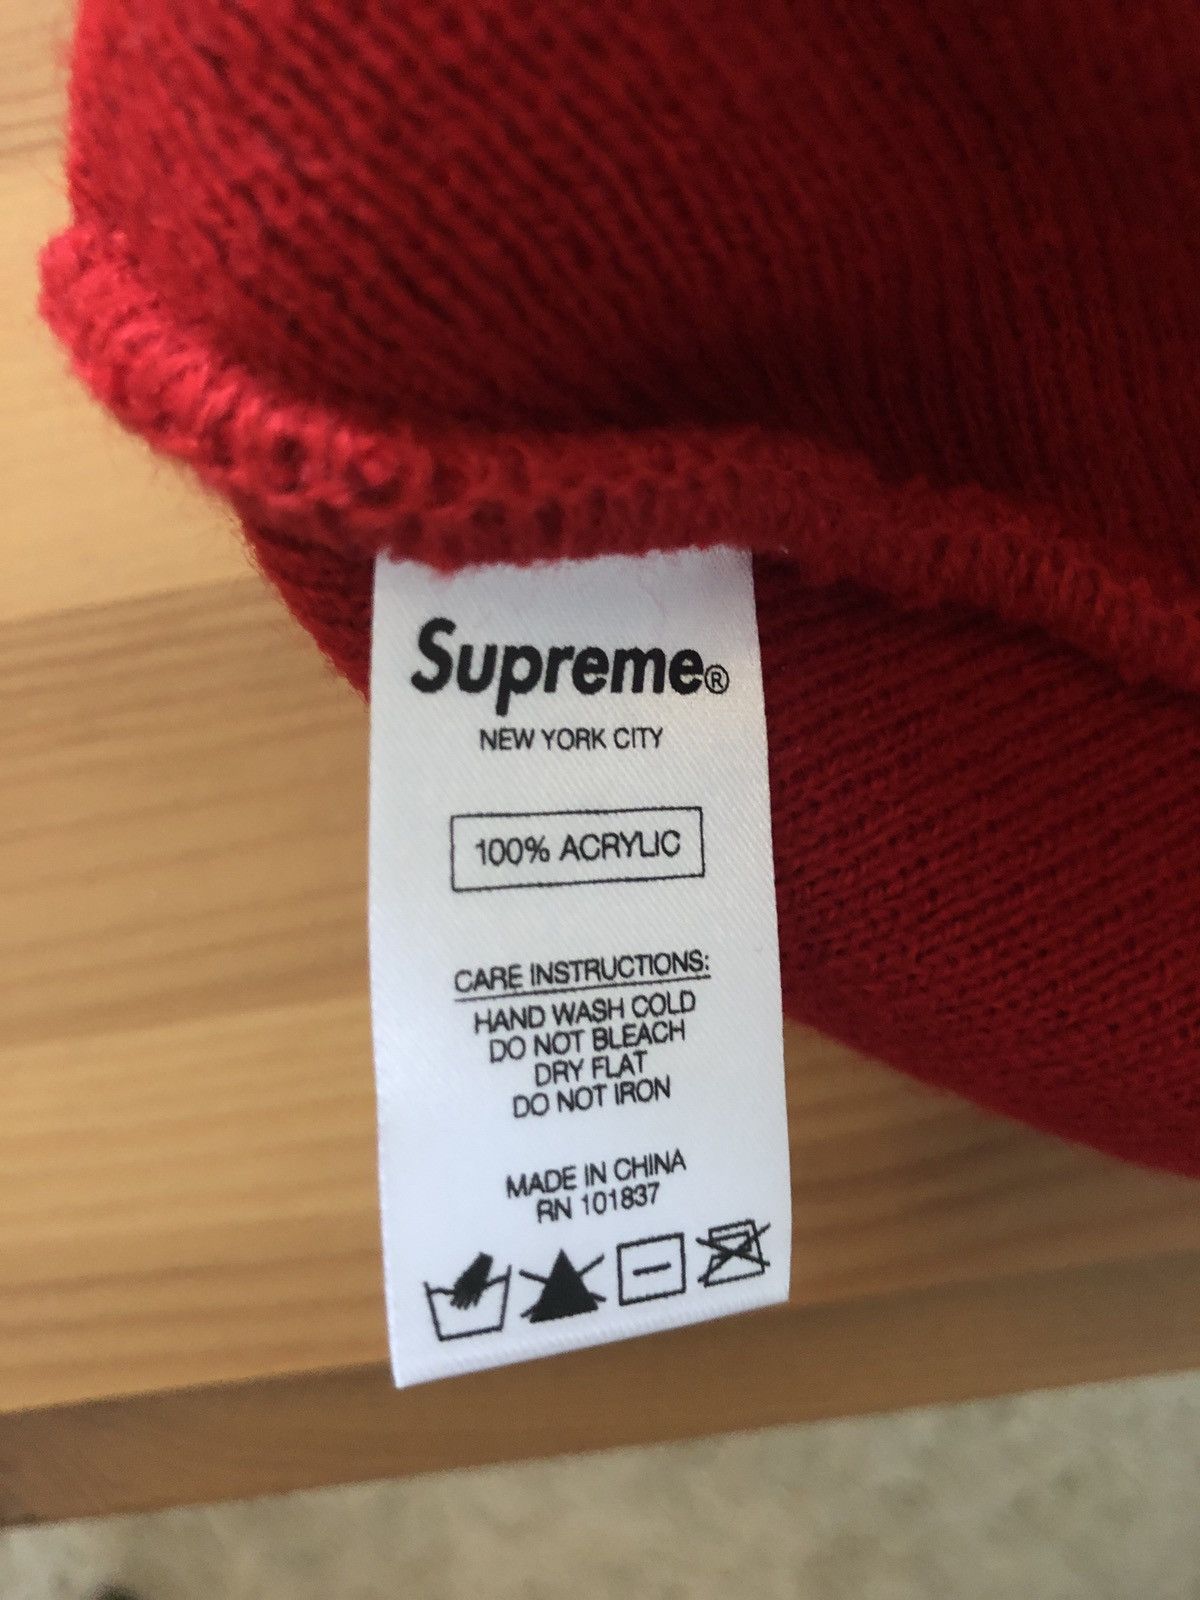 Supreme®
NEW YORK CITY
100% ACRYLIC
CARE INSTRUCTIONS:
HAND WASH COLD
DO NOT BLEACH
DRY FLAT
DO NOT IRON
MADE IN CHINA
RN 101837